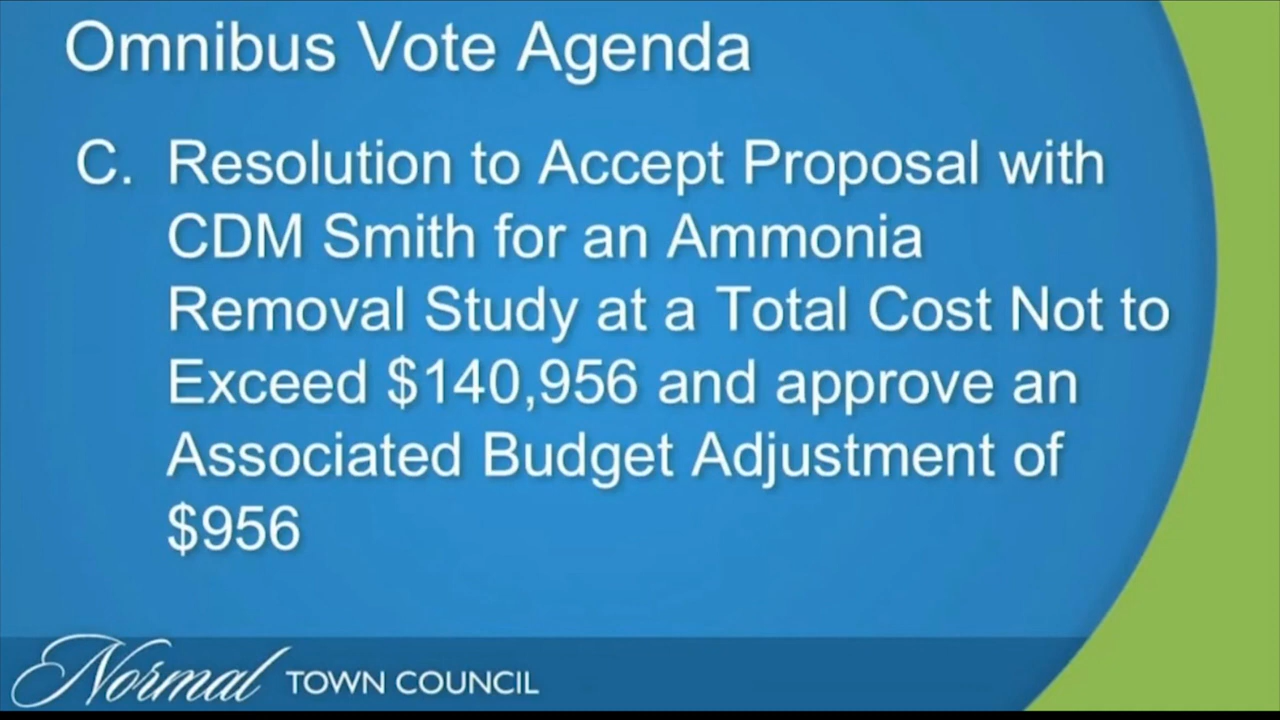 Omnibus Vote Agenda
C. Resolution to Accept Proposal with
CDM Smith for an Ammonia
Removal Study at a Total Cost Not to
Exceed $140,956 and approve an
Associated Budget Adjustment of
$956
Normal TOWN COUNCIL